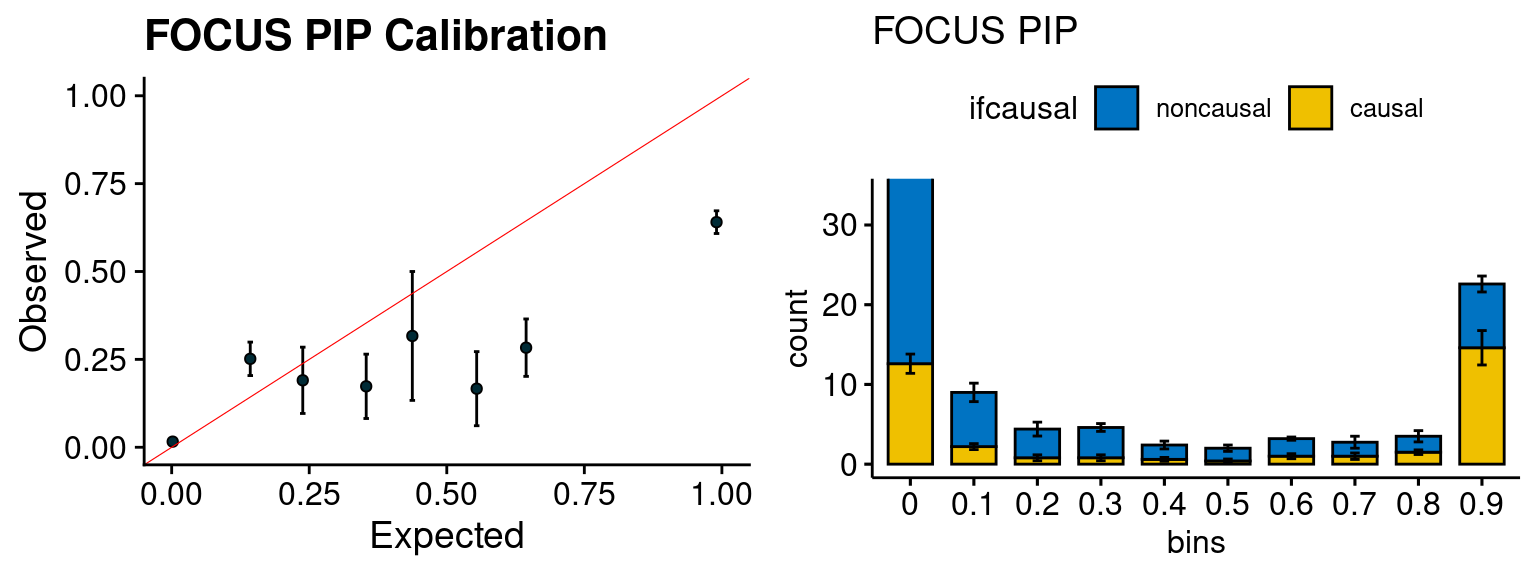 FOCUS PIP Calibration
1.00
0.75
0.50
0.25
0.00
Observed
0.00 0.25 0.50 0.75 1.00
Expected
FOCUS PIP
ifcausal noncausal causal
30
20
10
0
count
0 0.1 0.2 0.3 0.4 0.5 0.6 0.7 0.8 0.9
bins